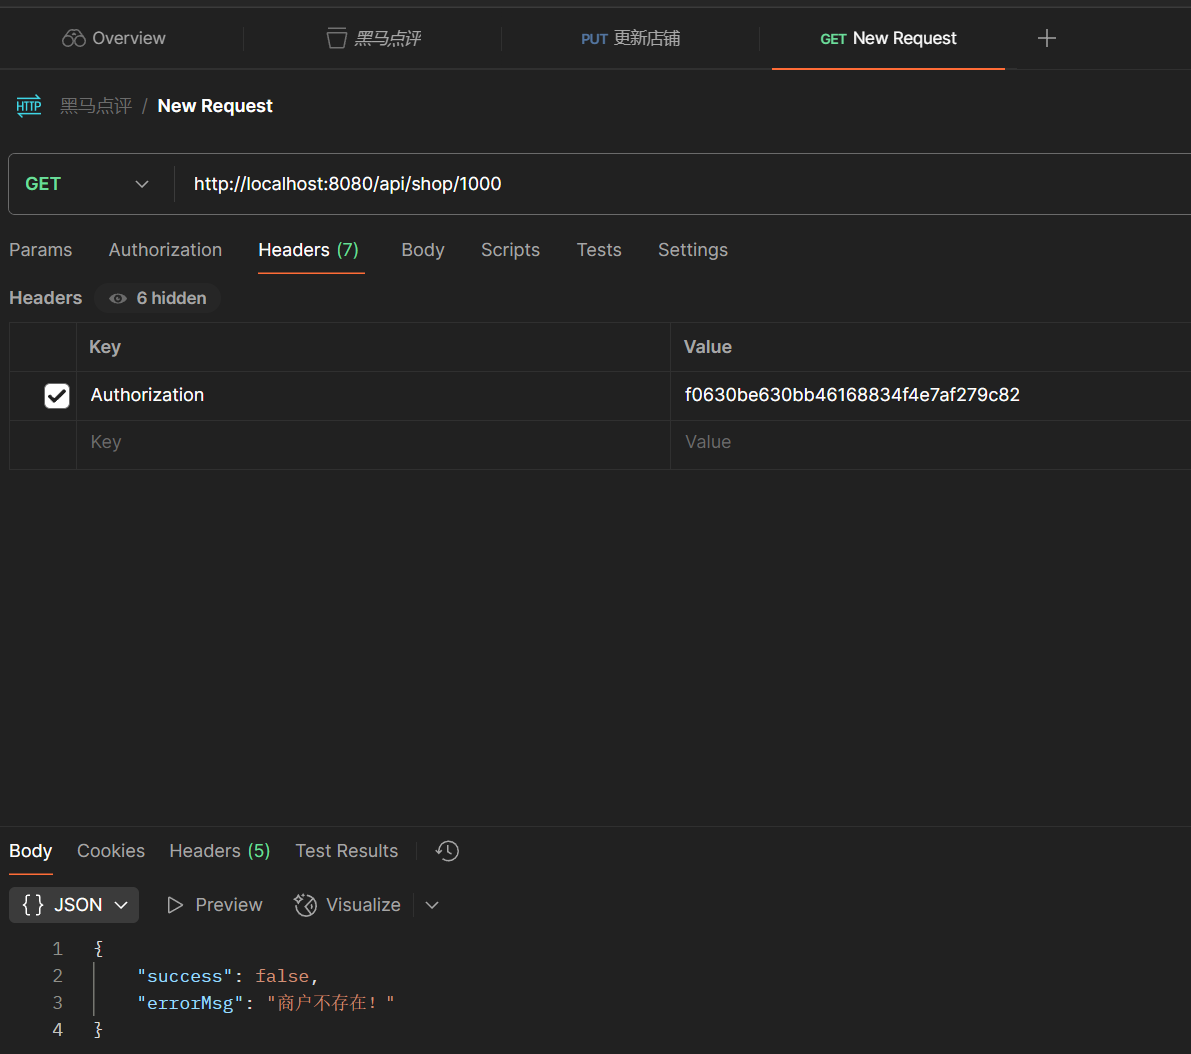 Overview
黑马点评
PUT 更新店铺
GET New Request
HTTP 黑马点评 / New Request
GET http://localhost:8080/api/shop/1000
Params Authorization Headers (7) Body Scripts Tests Settings
Headers 6 hidden
Key Value
Authorization f0630be630bb46168834f4e7af279c82
Key Value
Body Cookies Headers (5) Test Results
{} JSON Preview Visualize
1 {
2 "success": false,
3 "errorMsg": "商户不存在！"
4 }